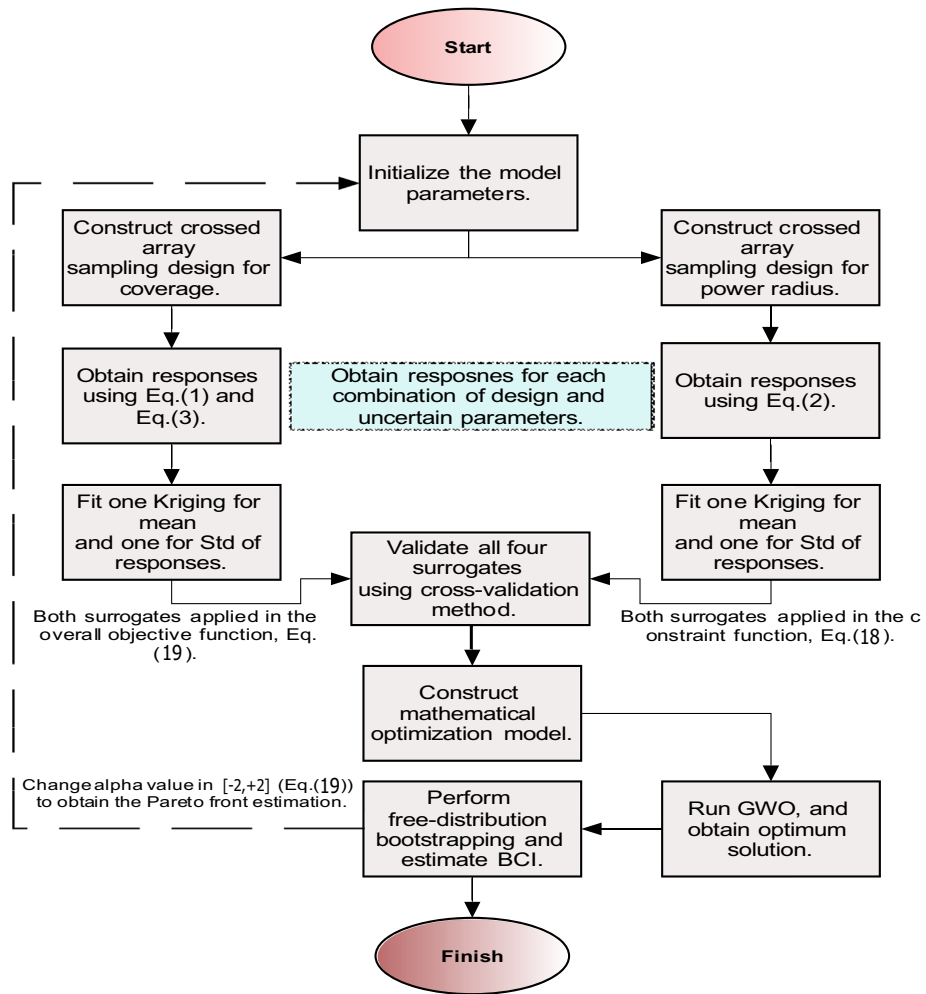 Start
Initialize the model
parameters.
Construct crossed
array
sampling design for
coverage.
Construct crossed
array
sampling design for
power radius.
Obtain responses
using Eq.(1) and
Eq.(3).
Obtain resposnes for each
combination of design and
uncertain parameters.
Obtain responses
using Eq.(2).
Fit one Kriging for
mean
and one for Std of
responses.
Validate all four
surrogates
using cross-validation
method.
Fit one Kriging for
mean
and one for Std of
responses.
Both surrogates applied in the
overall objective function, Eq.
(19).
Both surrogates applied in the c
onstraint function, Eq.(18).
Construct
mathematical
optimization model.
Change alpha value in [-2,+2] (Eq.(19))
to obtain the Pareto front estimation.
Perform
free-distribution
bootstrapping and
estimate BCI.
Run GWO, and
obtain optimum
solution.
Finish